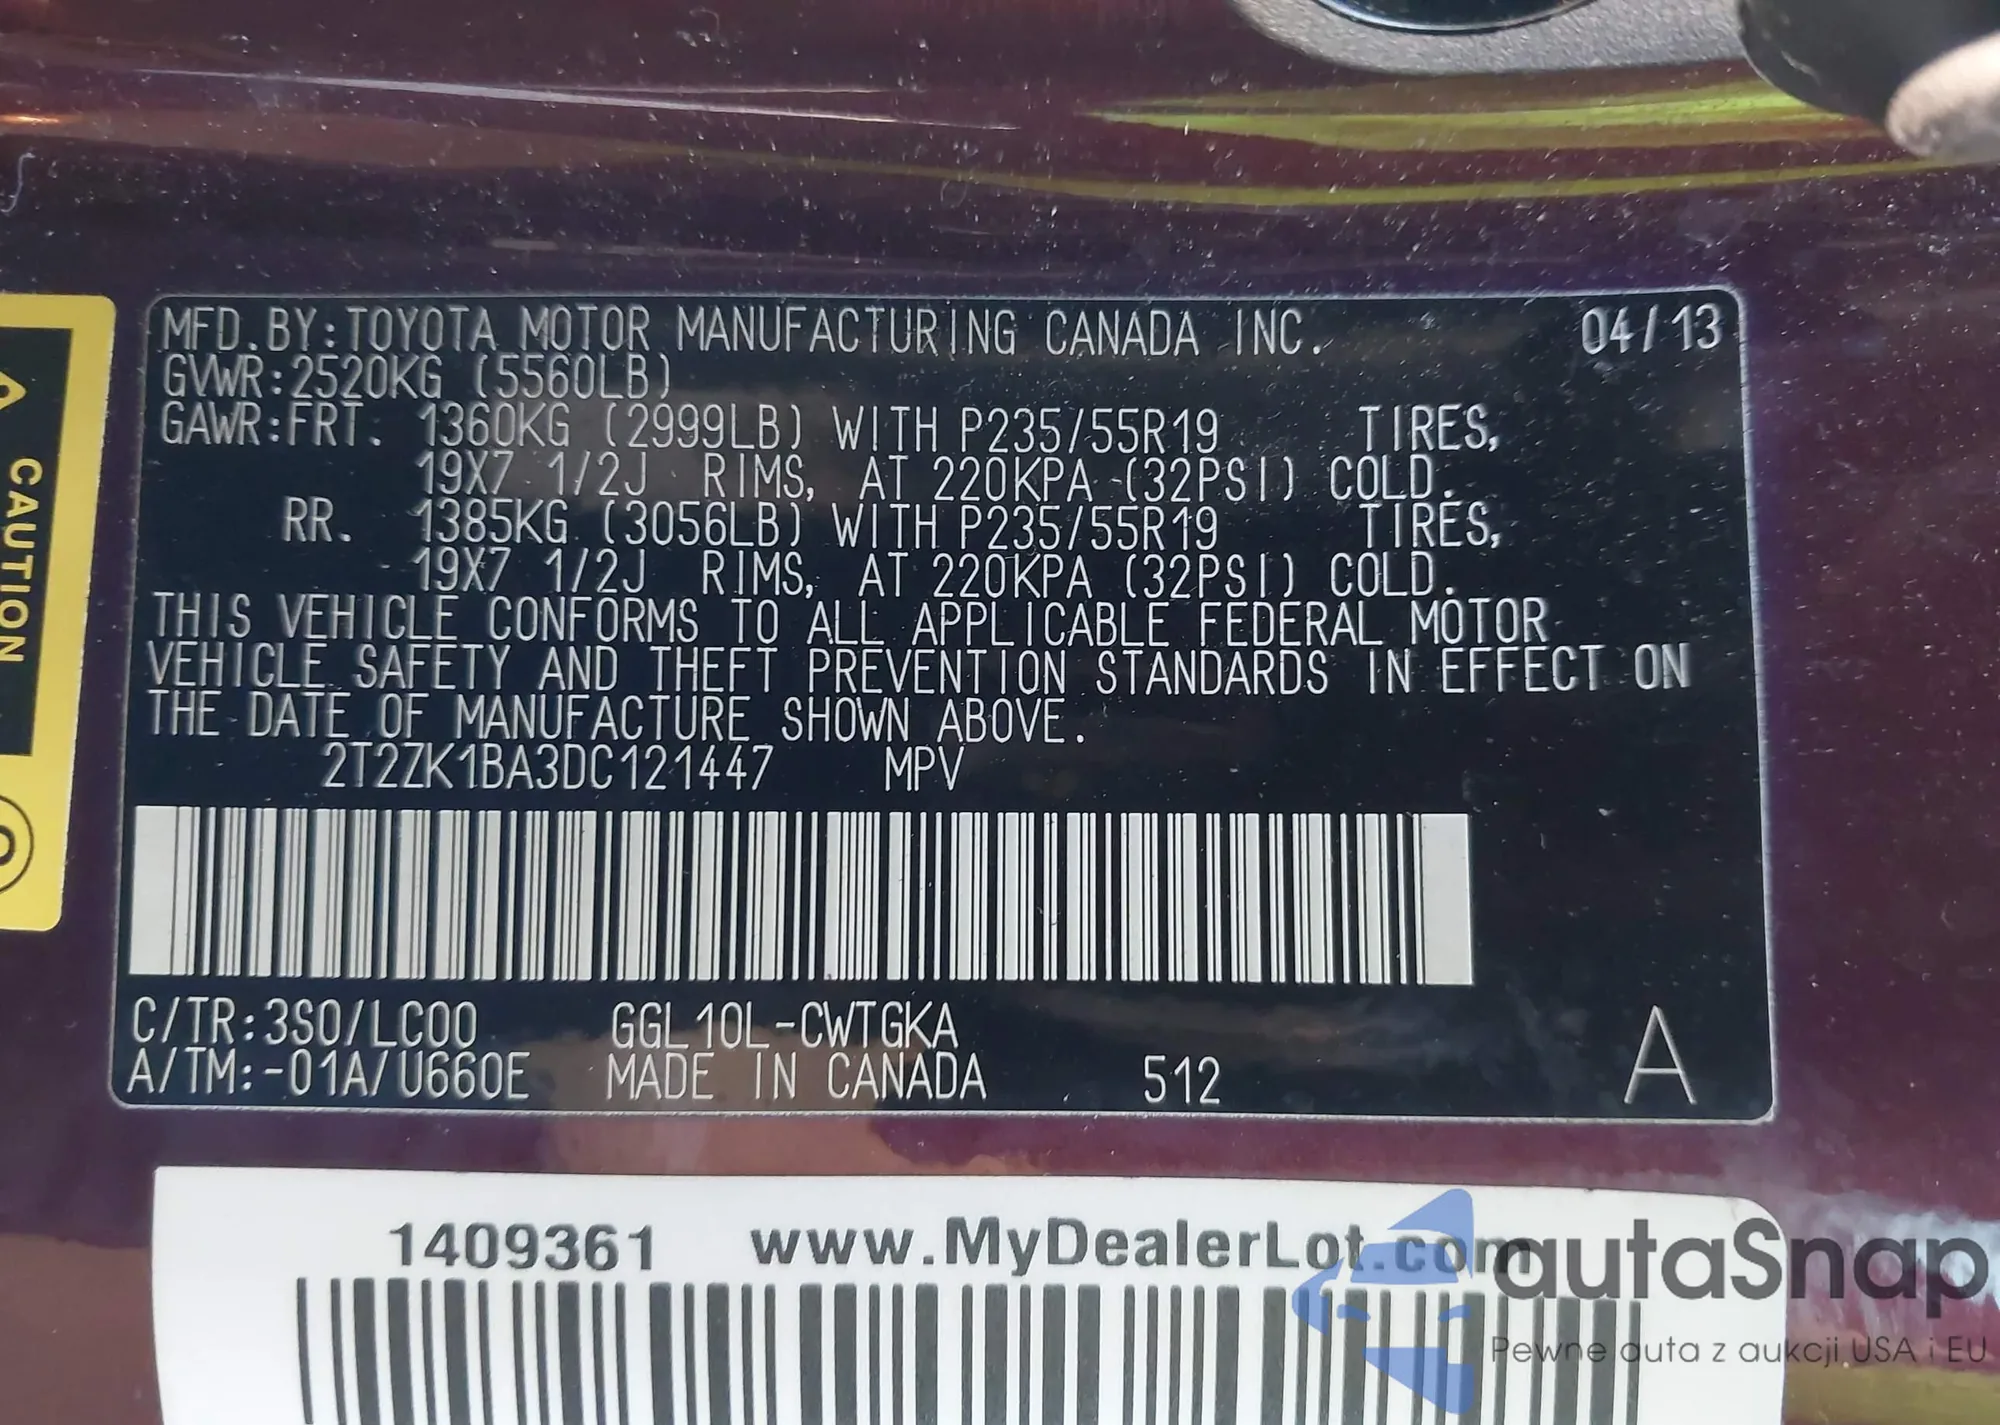 MFD.BY:TOYOTA MOTOR MANUFACTURING CANADA INC. 04/13
GVWR:2520KG (5560LB)
GAWR:FRT. 1360KG (2999LB) WITH P235/55R19 TIRES,
19X7 1/2J RIMS, AT 220KPA (32PSI) COLD.
RR. 1385KG (3056LB) WITH P235/55R19 TIRES,
19X7 1/2J RIMS, AT 220KPA (32PSI) COLD.
THIS VEHICLE CONFORMS TO ALL APPLICABLE FEDERAL MOTOR
VEHICLE SAFETY AND THEFT PREVENTION STANDARDS IN EFFECT ON
THE DATE OF MANUFACTURE SHOWN ABOVE.
2T2ZK1BA3DC121447 MPV
C/TR:3S0/LC00 GGL10L-CWTGKA
A/TM:-01A/U660E MADE IN CANADA 512 A
CAUTION
1409361 www.MyDealerLot.com
autaSnap
Pewne auta z aukcji USA i EU